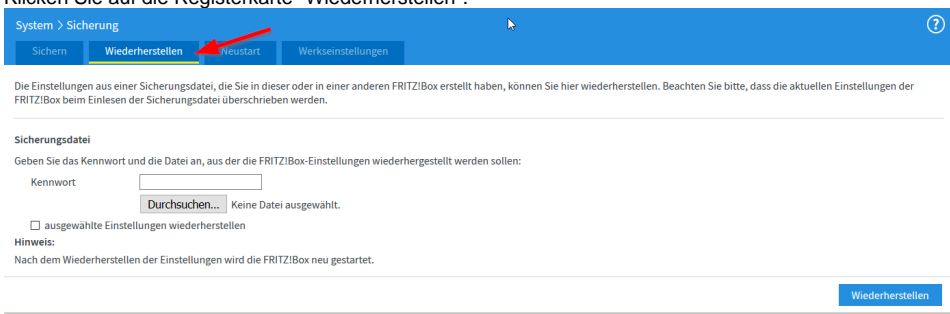 Klicken Sie auf die Registerkarte "Wiederherstellen".
System > Sicherung
?
Sichern Wiederherstellen Neustart Werkseinstellungen
Die Einstellungen aus einer Sicherungsdatei, die Sie in dieser oder in einer anderen FRITZ!Box erstellt haben, können Sie hier wiederherstellen. Beachten Sie bitte, dass die aktuellen Einstellungen der
FRITZ!Box beim Einlesen der Sicherungsdatei überschrieben werden.
Sicherungsdatei
Geben Sie das Kennwort und die Datei an, aus der die FRITZ!Box-Einstellungen wiederhergestellt werden sollen:
Kennwort
Durchsuchen... Keine Datei ausgewählt.
ausgewählte Einstellungen wiederherstellen
Hinweis:
Nach dem Wiederherstellen der Einstellungen wird die FRITZ!Box neu gestartet.
Wiederherstellen